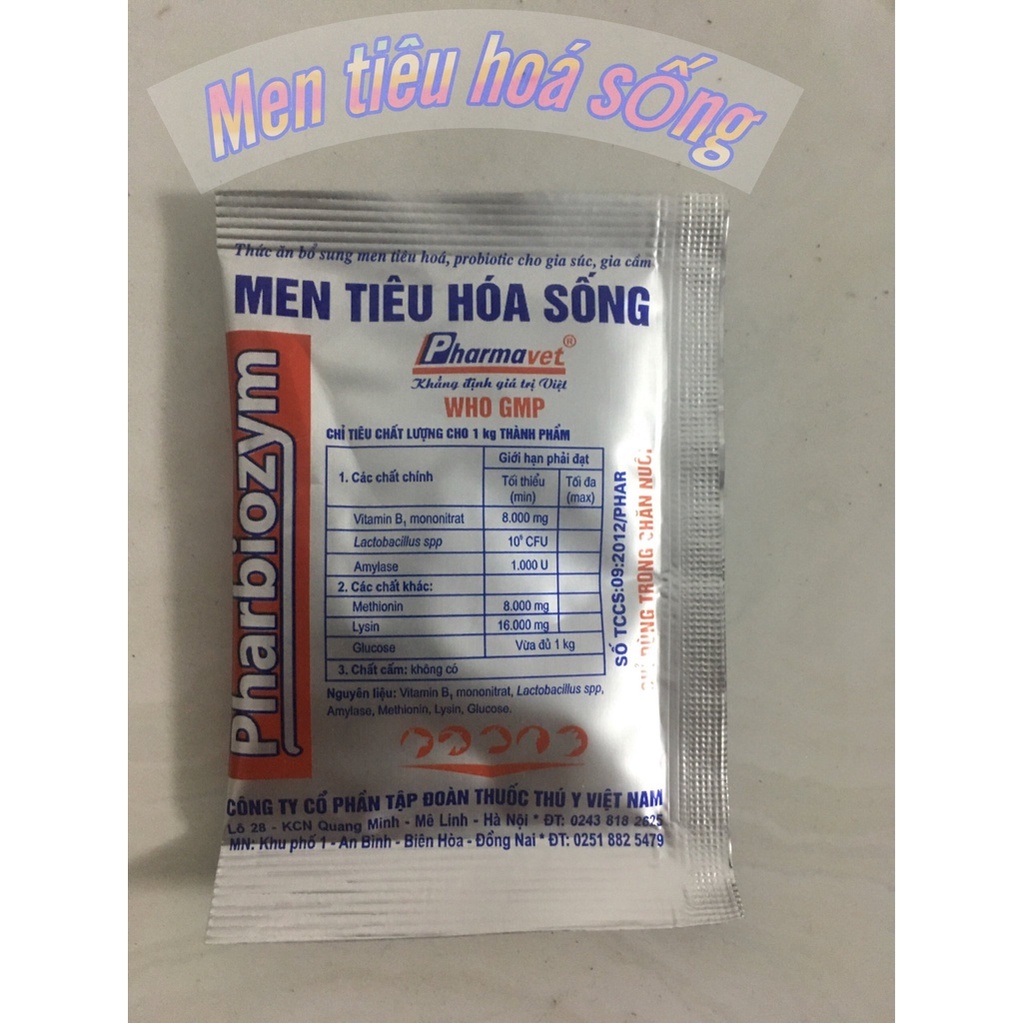 Men tiêu hoá sống
Thức ăn bổ sung men tiêu hoá, probiotic cho gia súc, gia cầm
MEN TIÊU HÓA SỐNG
Pharmavet®
Khẳng định giá trị Việt
WHO GMP
Pharbiozym
CHỈ TIÊU CHẤT LƯỢNG CHO 1 kg THÀNH PHẨM
1. Các chất chính
Giới hạn phải đạt
Tối thiểu (min)
Tối đa (max)
Vitamin B₁ mononitrat 8.000 mg
Lactobacillus spp 10⁹ CFU
Amylase 1.000 U
2. Các chất khác:
Methionin 8.000 mg
Lysin 16.000 mg
Glucose Vừa đủ 1 kg
3. Chất cấm: không có
Nguyên liệu: Vitamin B₁ mononitrat, Lactobacillus spp,
Amylase, Methionin, Lysin, Glucose.
SỐ TCCS:09:2012/PHAR
DÙNG TRONG CHĂN NUÔI
CÔNG TY CỔ PHẦN TẬP ĐOÀN THUỐC THÚ Y VIỆT NAM
Lô 28 - KCN Quang Minh - Mê Linh - Hà Nội * ĐT: 0243 818 2625
MN: Khu phố 1 - An Bình - Biên Hòa - Đồng Nai * ĐT: 0251 882 5479